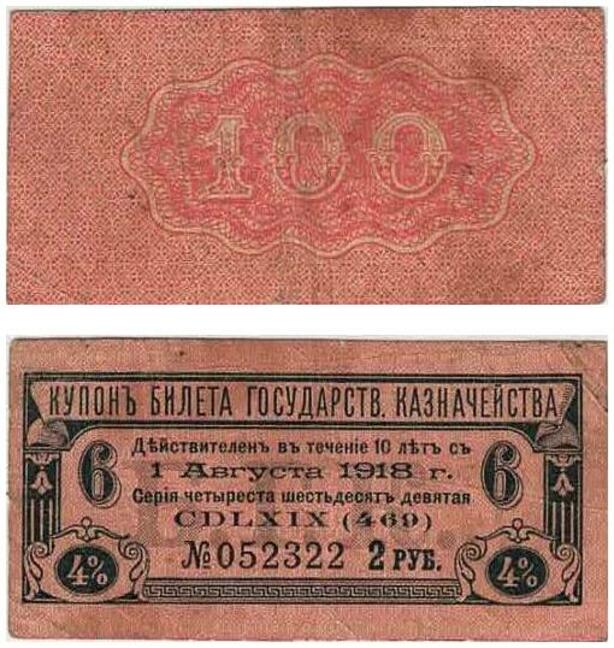 100
КУПОНЪ БИЛЕТА ГОСУДАРСТВ. КАЗНАЧЕЙСТВА
6 Дѣйствителенъ въ теченіе 10 лѣтъ съ 6
1 Августа 1918 г.
Серія четыреста шестьдесятъ девятая
CDLXIX (469)
4% №052322 2 РУБ. 4%